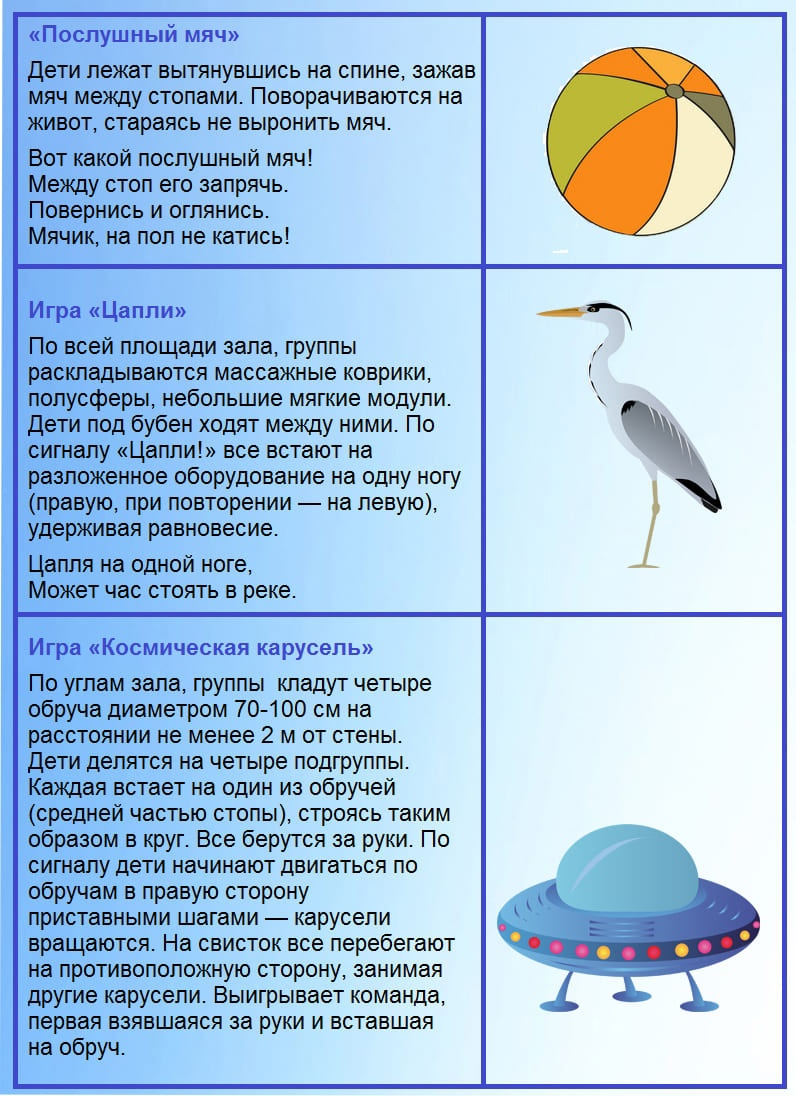 «Послушный мяч»
Дети лежат вытянувшись на спине, зажав
мяч между стопами. Поворачиваются на
живот, стараясь не выронить мяч.
Вот какой послушный мяч!
Между стоп его запрячь.
Повернись и оглянись.
Мячик, на пол не катись!
Игра «Цапли»
По всей площади зала, группы
раскладываются массажные коврики,
полусферы, небольшие мягкие модули.
Дети под бубен ходят между ними. По
сигналу «Цапли!» все встают на
разложенное оборудование на одну ногу
(правую, при повторении — на левую),
удерживая равновесие.
Цапля на одной ноге,
Может час стоять в реке.
Игра «Космическая карусель»
По углам зала, группы кладут четыре
обруча диаметром 70-100 см на
расстоянии не менее 2 м от стены.
Дети делятся на четыре подгруппы.
Каждая встает на один из обручей
(средней частью стопы), строясь таким
образом в круг. Все берутся за руки. По
сигналу дети начинают двигаться по
обручам в правую сторону
приставными шагами — карусели
вращаются. На свисток все перебегают
на противоположную сторону, занимая
другие карусели. Выигрывает команда,
первая взявшаяся за руки и вставшая
на обруч.